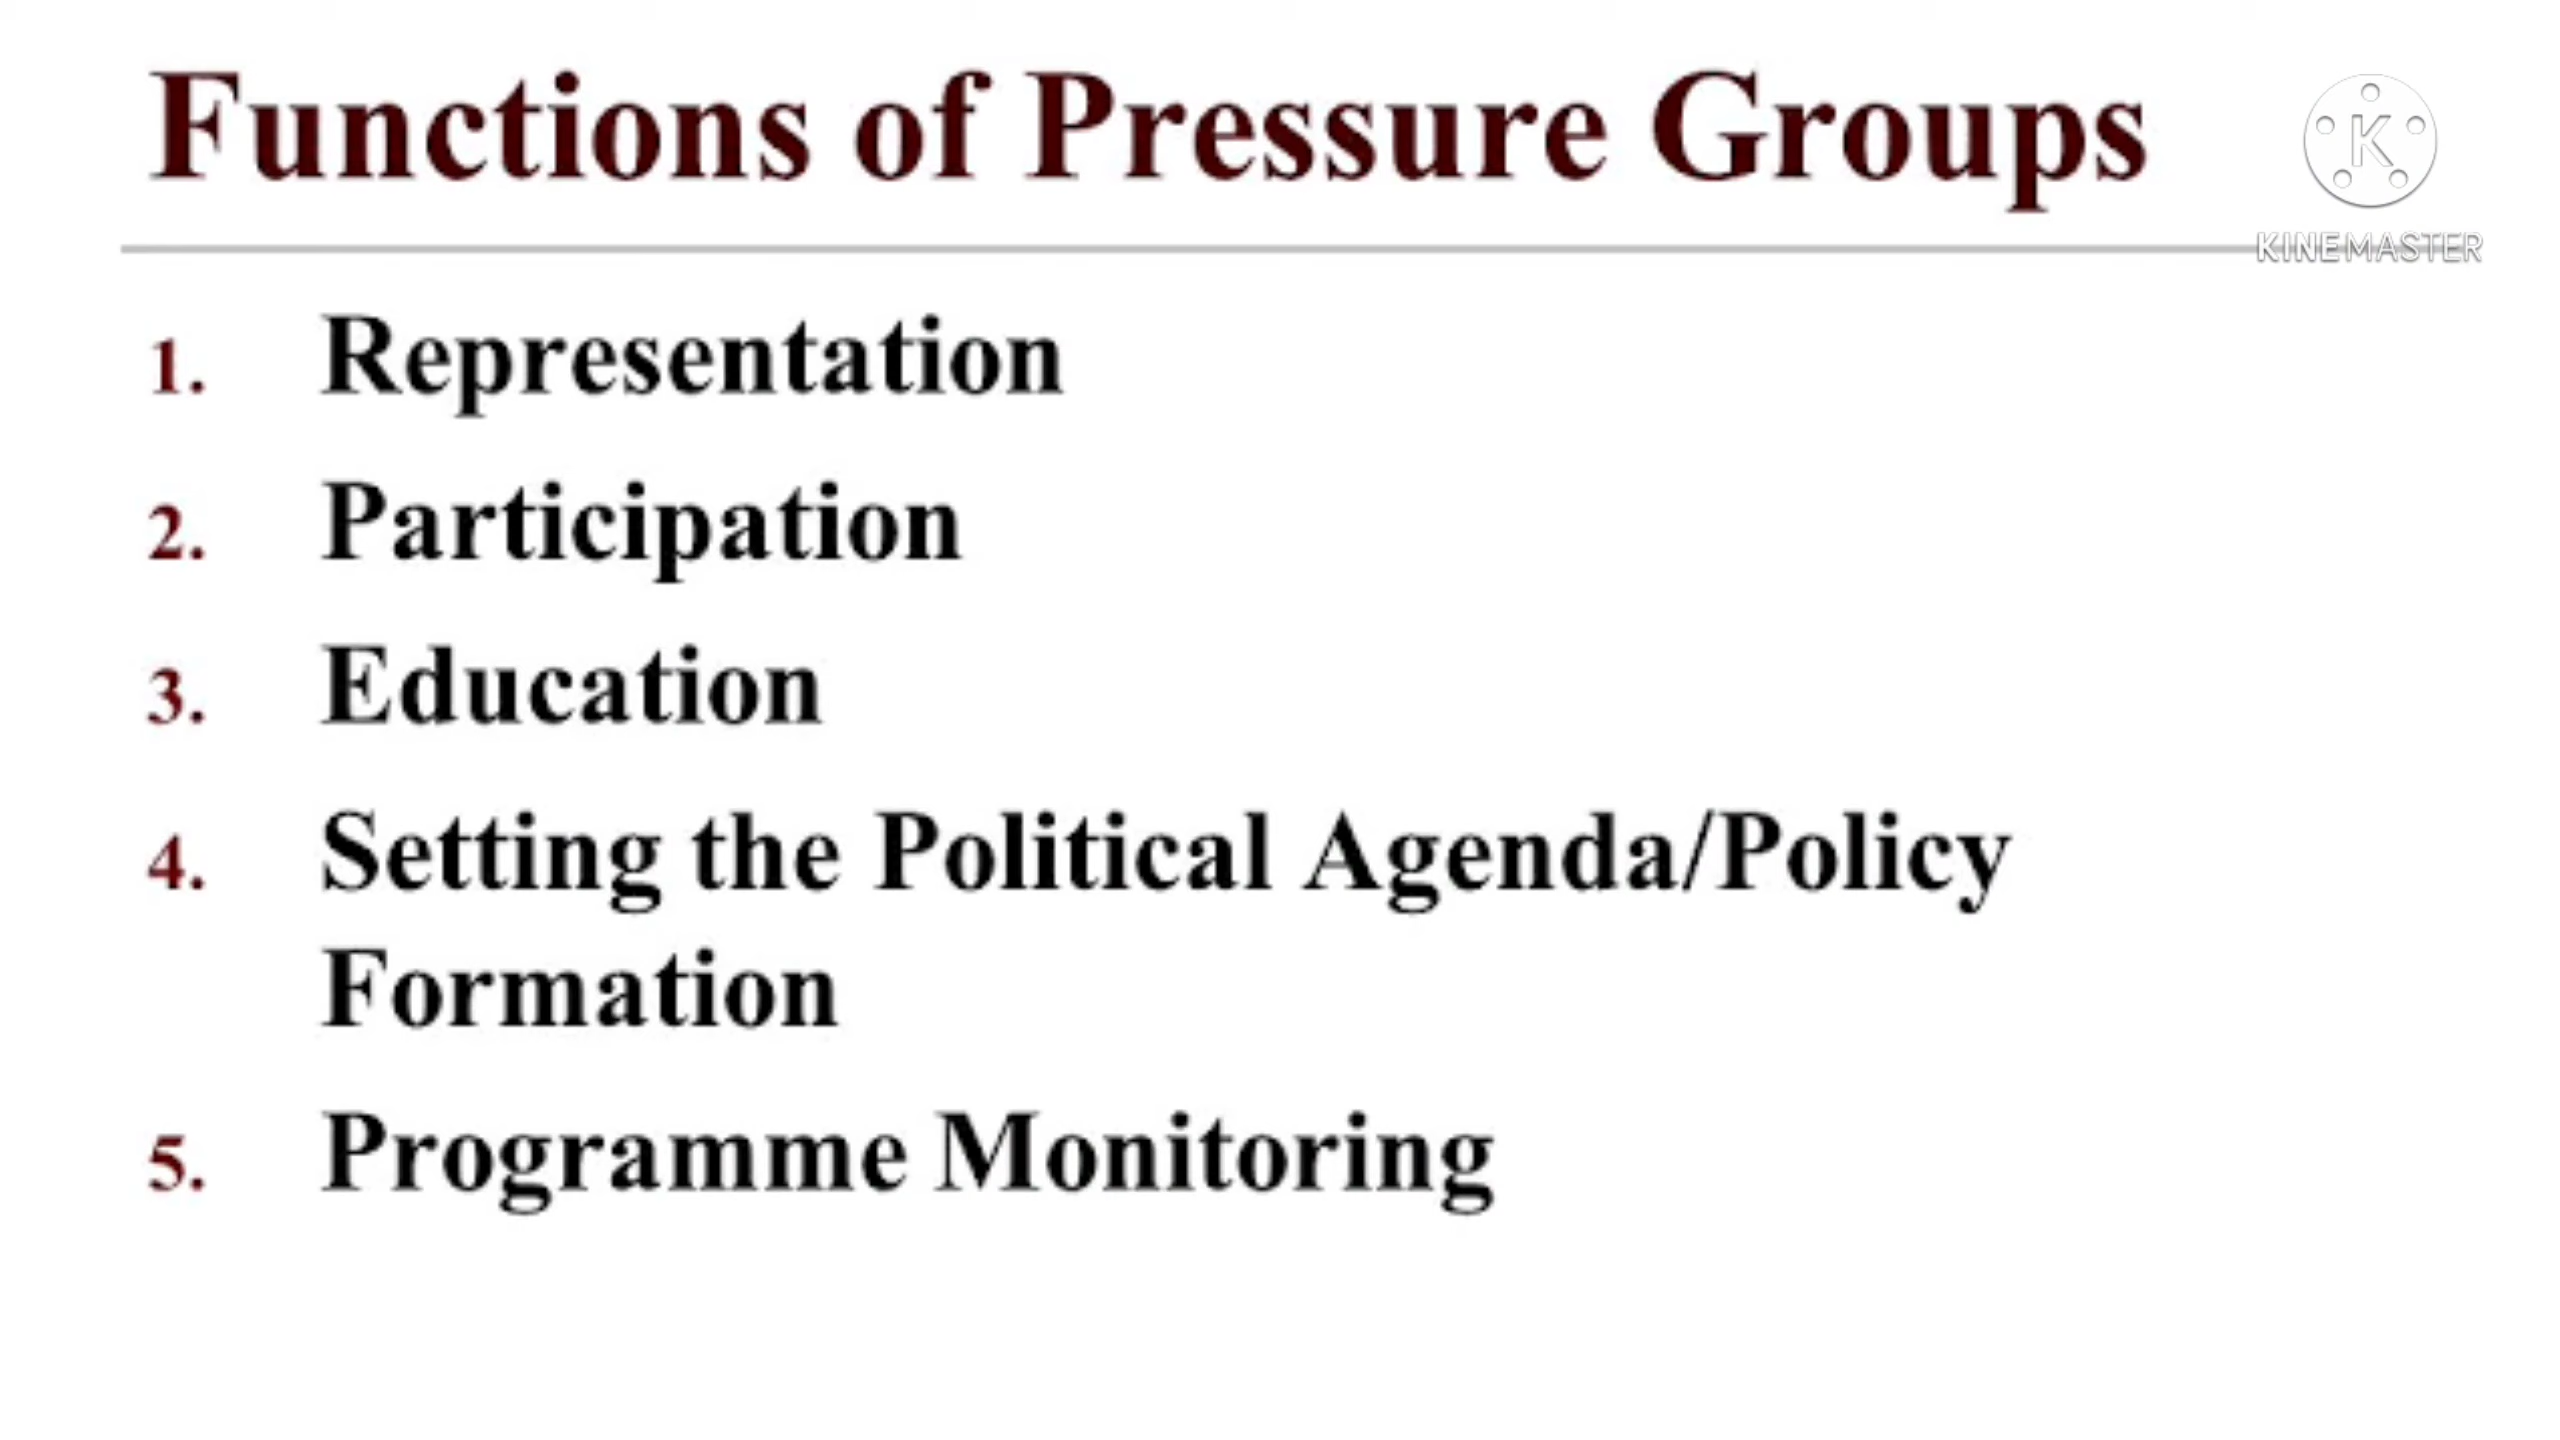 Functions of Pressure Groups
K
KINEMASTER
1. Representation
2. Participation
3. Education
4. Setting the Political Agenda/Policy
Formation
5. Programme Monitoring